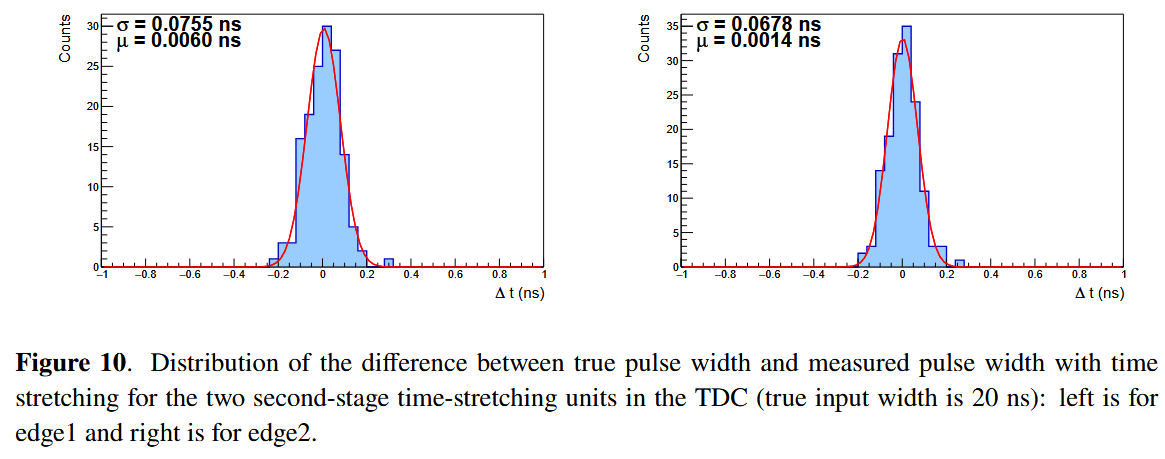 σ = 0.0755 ns
μ = 0.0060 ns
Counts
30
25
20
15
10
5
0
−1 −0.8 −0.6 −0.4 −0.2 0 0.2 0.4 0.6 0.8 1
Δ t (ns)
σ = 0.0678 ns
μ = 0.0014 ns
Counts
35
30
25
20
15
10
5
0
−1 −0.8 −0.6 −0.4 −0.2 0 0.2 0.4 0.6 0.8 1
Δ t (ns)
Figure 10. Distribution of the difference between true pulse width and measured pulse width with time
stretching for the two second-stage time-stretching units in the TDC (true input width is 20 ns): left is for
edge1 and right is for edge2.